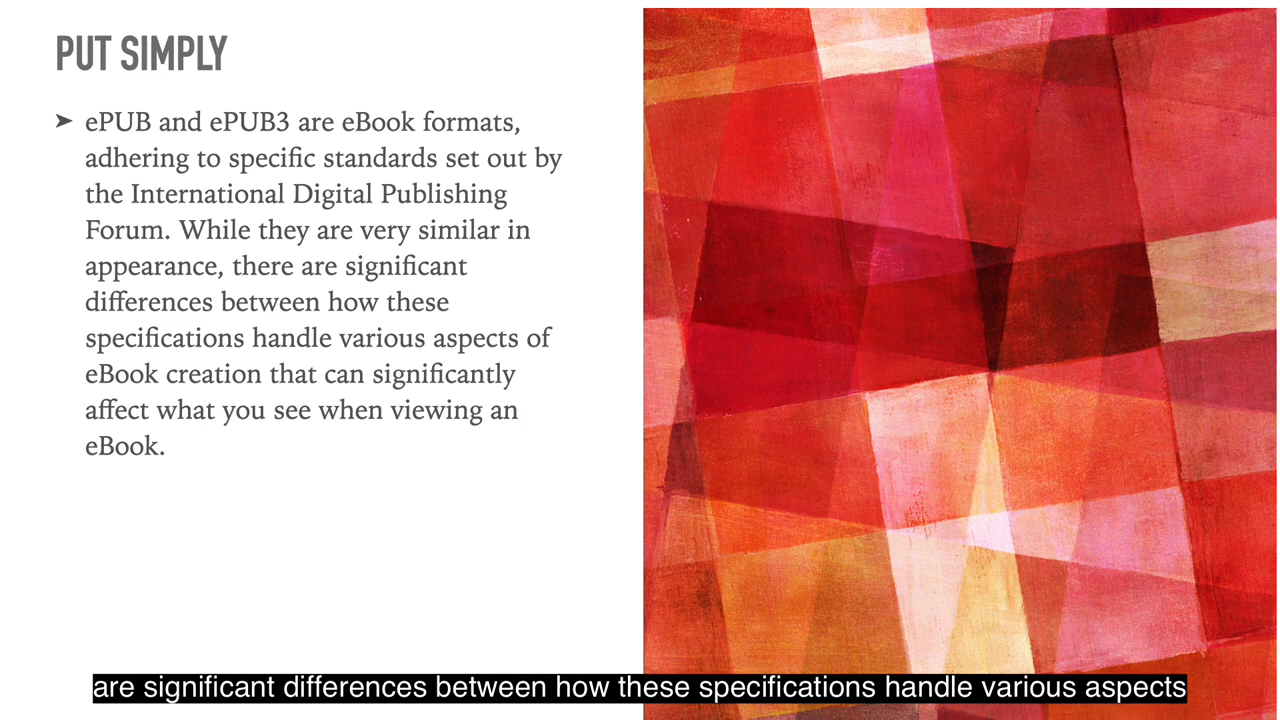 PUT SIMPLY
➤ ePUB and ePUB3 are eBook formats,
adhering to specific standards set out by
the International Digital Publishing
Forum. While they are very similar in
appearance, there are significant
differences between how these
specifications handle various aspects of
eBook creation that can significantly
affect what you see when viewing an
eBook.
are significant differences between how these specifications handle various aspects